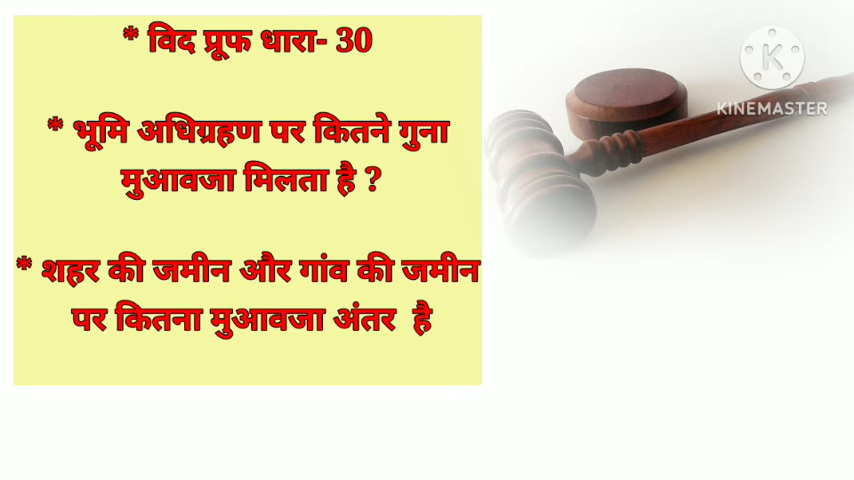 * विद प्रूफ धारा- 30
* भूमि अधिग्रहण पर कितने गुना
मुआवजा मिलता है ?
* शहर की जमीन और गांव की जमीन
पर कितना मुआवजा अंतर है
K
KINEMASTER